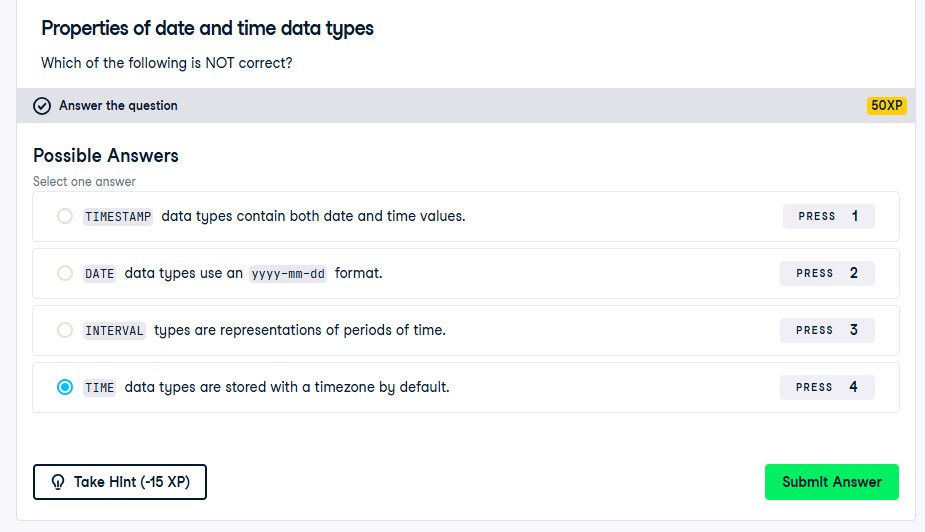 Properties of date and time data types
Which of the following is NOT correct?
Answer the question 50XP
Possible Answers
Select one answer
TIMESTAMP data types contain both date and time values. PRESS 1
DATE data types use an yyyy-mm-dd format. PRESS 2
INTERVAL types are representations of periods of time. PRESS 3
TIME data types are stored with a timezone by default. PRESS 4
Take Hint (-15 XP) Submit Answer